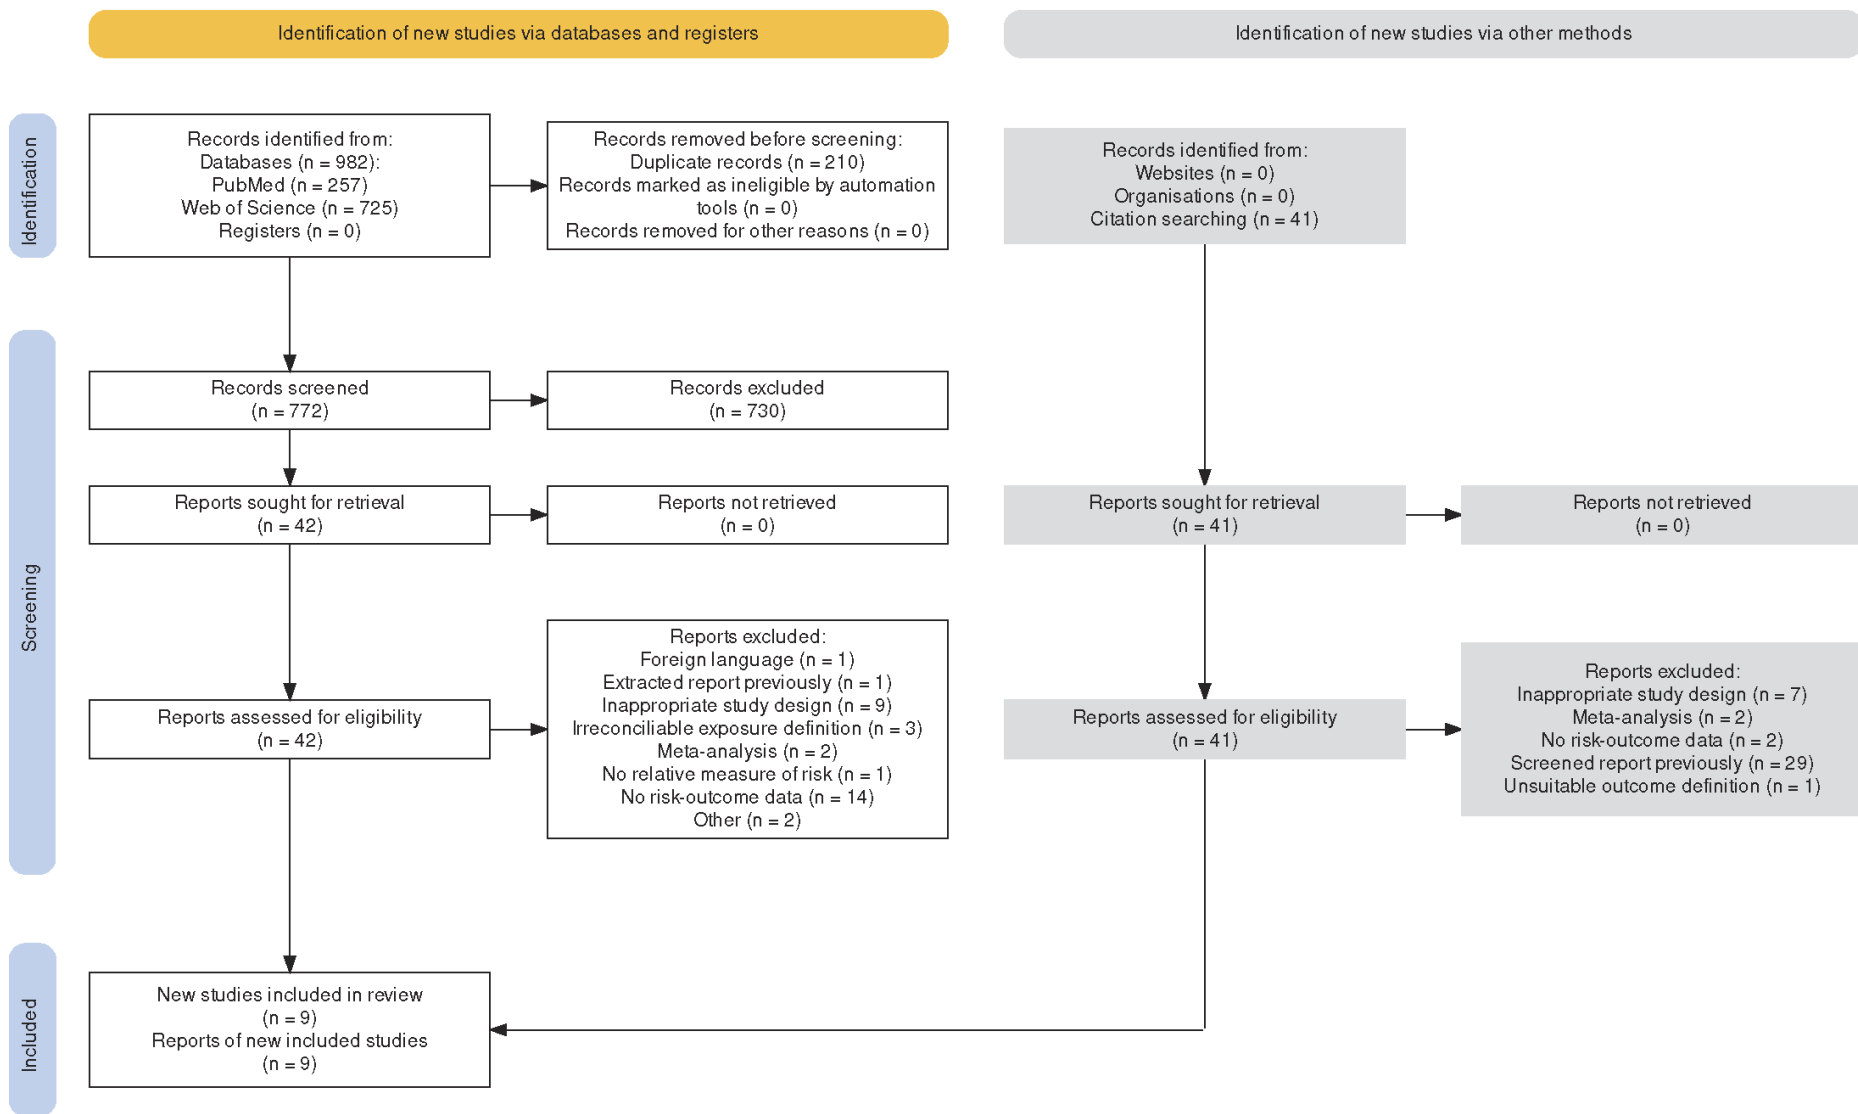 Identification of new studies via databases and registers
Identification of new studies via other methods
Identification
Records identified from:
Databases (n = 982):
PubMed (n = 257)
Web of Science (n = 725)
Registers (n = 0)
Records removed before screening:
Duplicate records (n = 210)
Records marked as ineligible by automation
tools (n = 0)
Records removed for other reasons (n = 0)
Records identified from:
Websites (n = 0)
Organisations (n = 0)
Citation searching (n = 41)
Screening
Records screened
(n = 772)
Records excluded
(n = 730)
Reports sought for retrieval
(n = 42)
Reports not retrieved
(n = 0)
Reports sought for retrieval
(n = 41)
Reports not retrieved
(n = 0)
Reports assessed for eligibility
(n = 42)
Reports excluded:
Foreign language (n = 1)
Extracted report previously (n = 1)
Inappropriate study design (n = 9)
Irreconciliable exposure definition (n = 3)
Meta-analysis (n = 2)
No relative measure of risk (n = 1)
No risk-outcome data (n = 14)
Other (n = 2)
Reports assessed for eligibility
(n = 41)
Reports excluded:
Inappropriate study design (n = 7)
Meta-analysis (n = 2)
No risk-outcome data (n = 2)
Screened report previously (n = 29)
Unsuitable outcome definition (n = 1)
Included
New studies included in review
(n = 9)
Reports of new included studies
(n = 9)